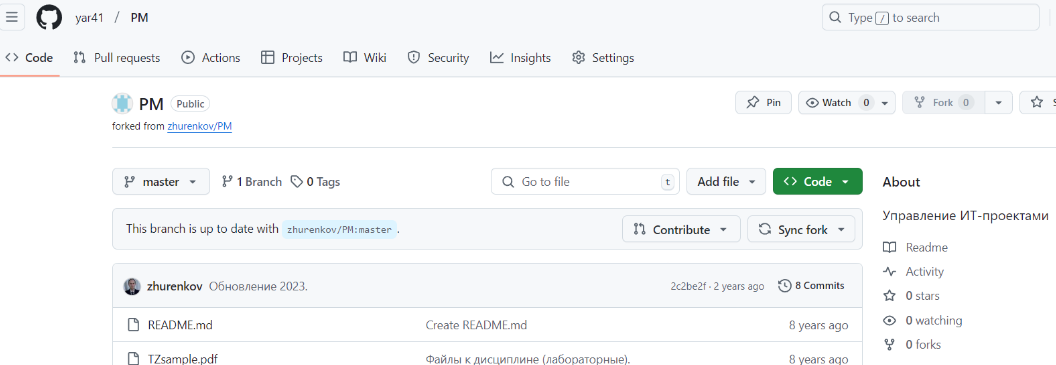 yar41 / PM
Type / to search
Code Pull requests Actions Projects Wiki Security Insights Settings
PM Public
Pin Watch 0 Fork 0
forked from zhurenkov/PM
master 1 Branch 0 Tags Go to file t Add file Code
About
This branch is up to date with zhurenkov/PM:master. Contribute Sync fork
Управление ИТ-проектами
Readme
Activity
0 stars
0 watching
0 forks
zhurenkov Обновление 2023. 2c2be2f · 2 years ago 8 Commits
README.md Create README.md 8 years ago
TZsample.pdf Файлы к дисциплине (лабораторные). 8 years ago